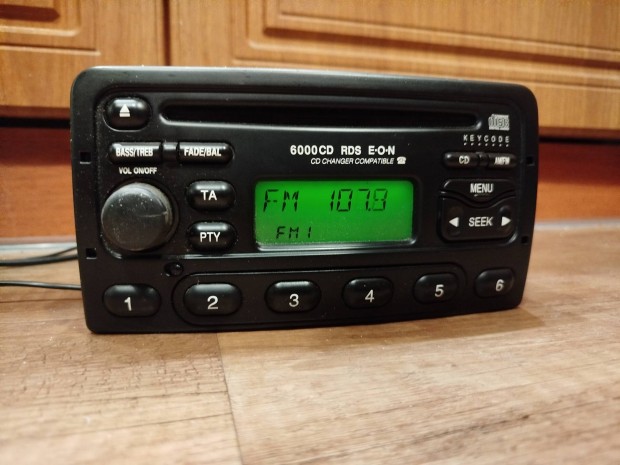 KEYCODE
BASS/TREB
FADE/BAL
6000CD RDS E·O·N
CD CHANGER COMPATIBLE
CD
AM/FM
VOL ON/OFF
TA
FM 107.9
MENU
PTY
FM1
SEEK
1 2 3 4 5 6